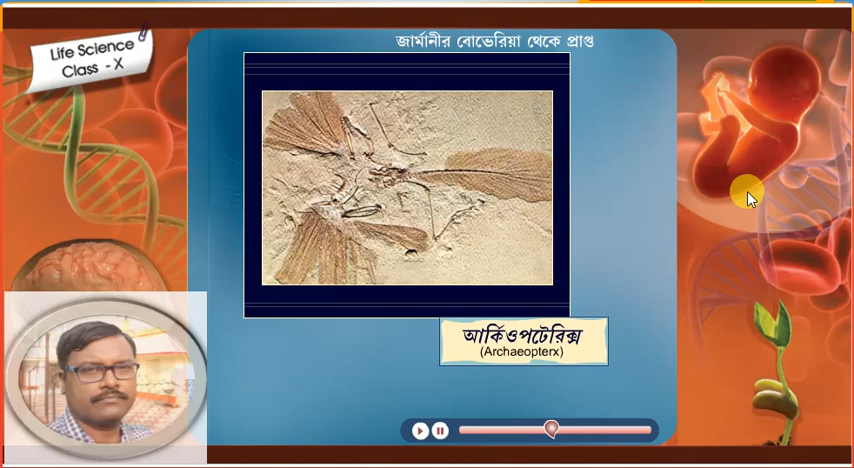 Life Science
Class - X
জার্মানীর বোভেরিয়া থেকে প্রাপ্ত
আর্কিওপটেরিক্স
(Archaeopterx)